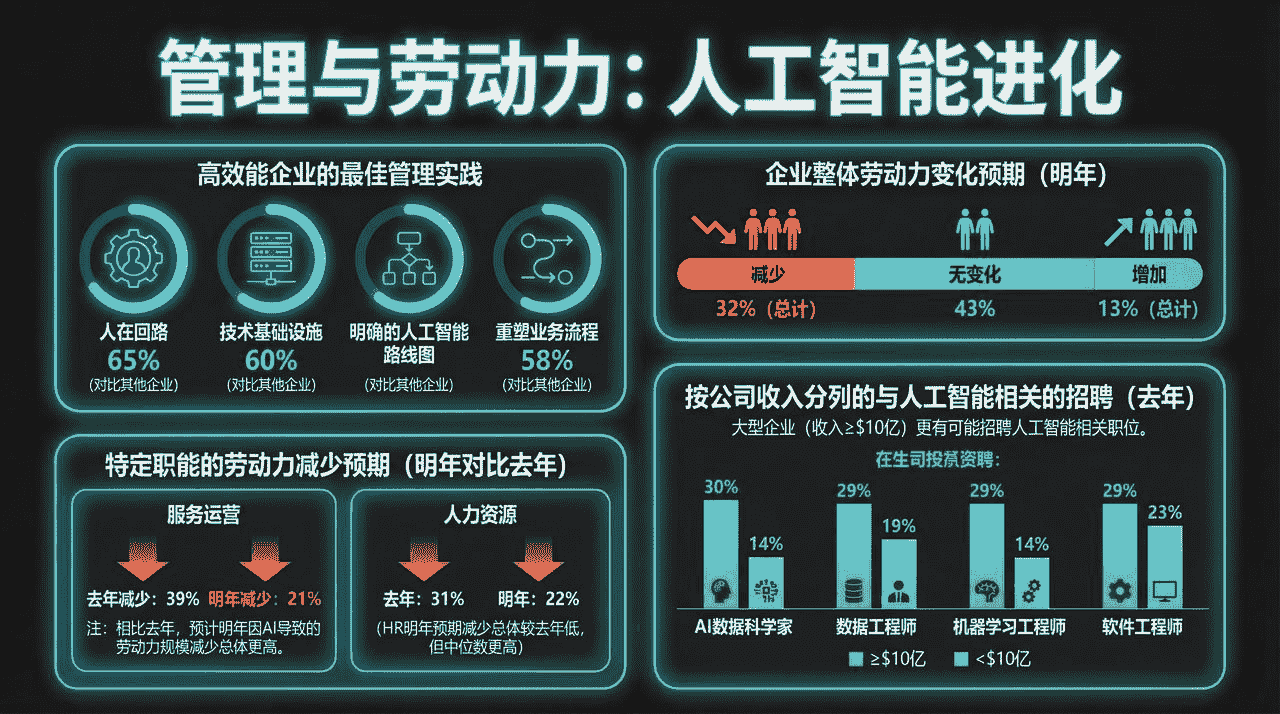 管理与劳动力：人工智能进化
高效能企业的最佳管理实践
人在回路
65%
(对比其他企业)
技术基础设施
60%
(对比其他企业)
明确的人工智能
路线图
(对比其他企业)
重塑业务流程
58%
(对比其他企业)
企业整体劳动力变化预期（明年）
减少
无变化
增加
32%（总计）
43%
13%（总计）
特定职能的劳动力减少预期（明年对比去年）
服务运营
去年减少：39% 明年减少：21%
注：相比去年，预计明年因AI导致的
劳动力规模减少总体更高。
人力资源
去年：31% 明年：22%
（HR明年预期减少总体较去年低，
但中位数更高）
按公司收入分列的与人工智能相关的招聘（去年）
大型企业（收入≥$10亿）更有可能招聘人工智能相关职位。
30%
14%
AI数据科学家
29%
19%
数据工程师
29%
14%
机器学习工程师
29%
23%
软件工程师
≥$10亿
<$10亿